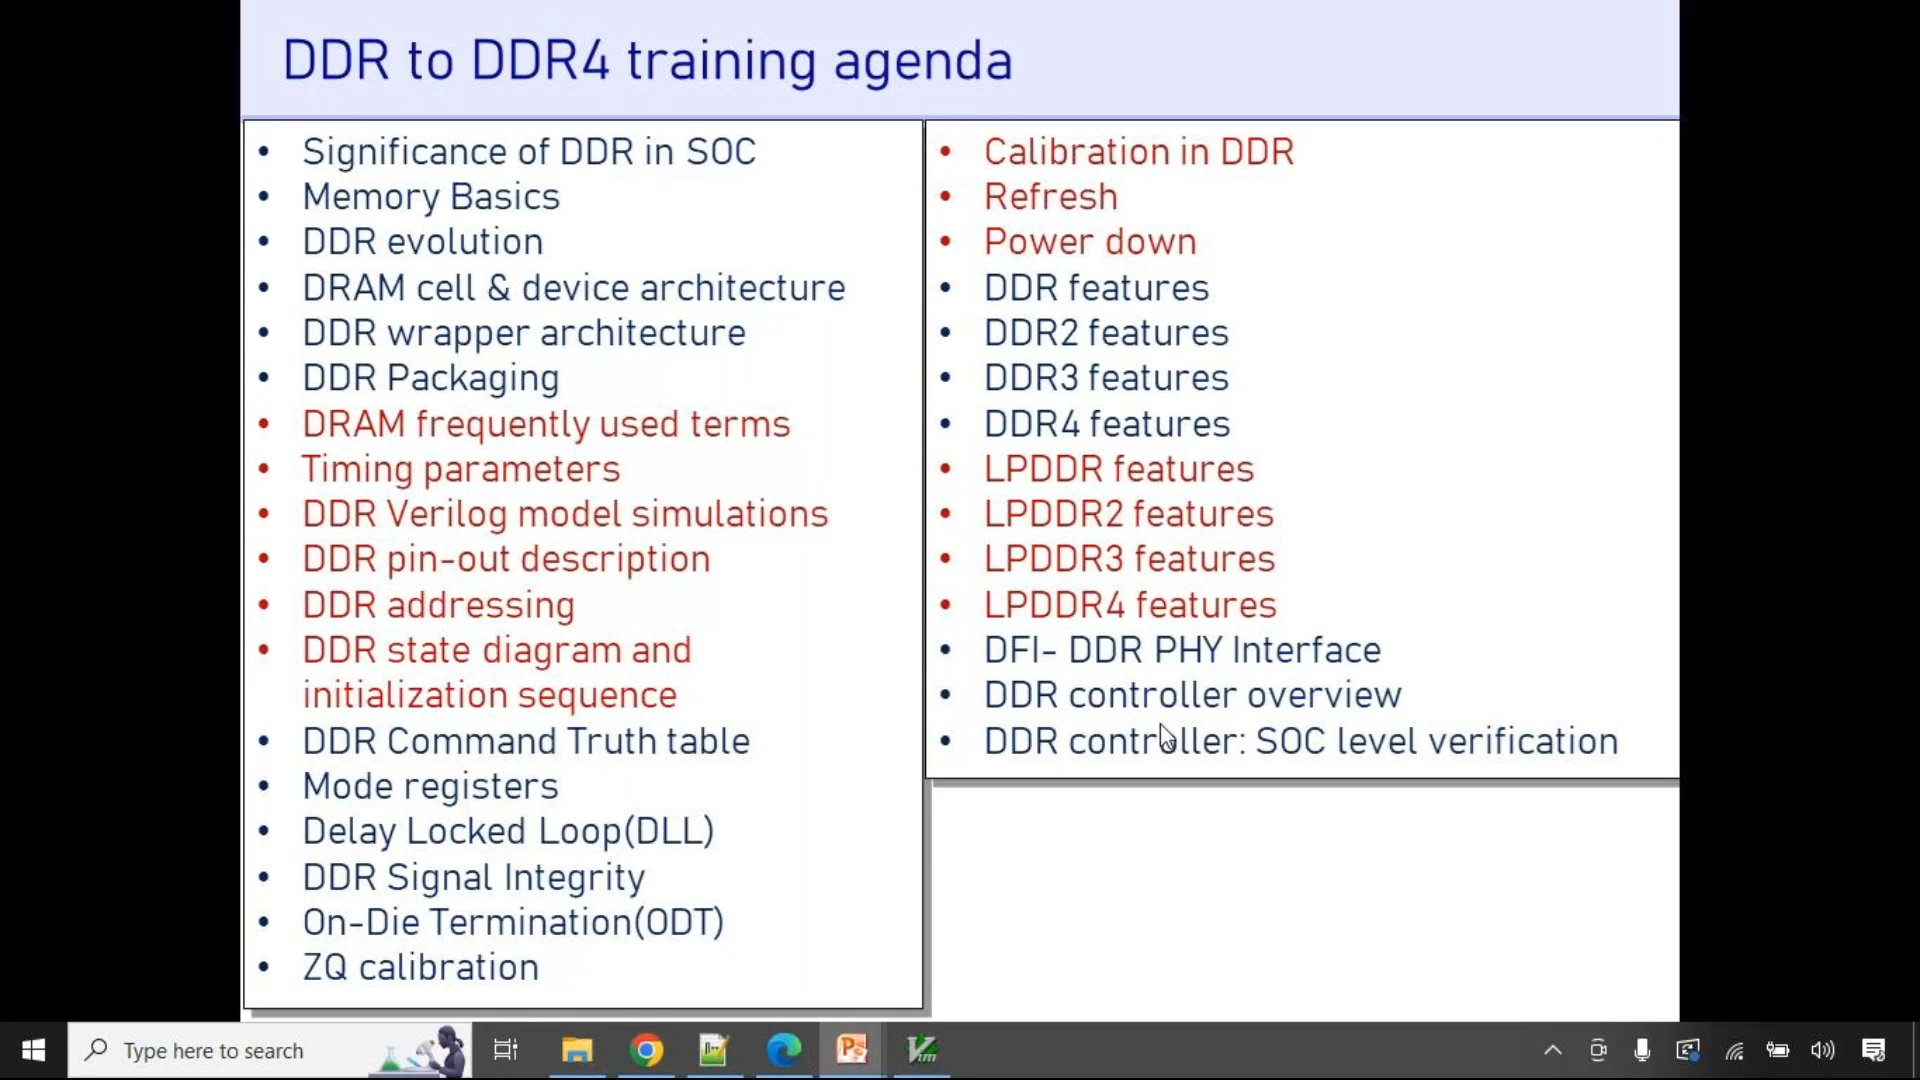 DDR to DDR4 training agenda
• Significance of DDR in SOC
• Memory Basics
• DDR evolution
• DRAM cell & device architecture
• DDR wrapper architecture
• DDR Packaging
• DRAM frequently used terms
• Timing parameters
• DDR Verilog model simulations
• DDR pin-out description
• DDR addressing
• DDR state diagram and
initialization sequence
• DDR Command Truth table
• Mode registers
• Delay Locked Loop(DLL)
• DDR Signal Integrity
• On-Die Termination(ODT)
• ZQ calibration
• Calibration in DDR
• Refresh
• Power down
• DDR features
• DDR2 features
• DDR3 features
• DDR4 features
• LPDDR features
• LPDDR2 features
• LPDDR3 features
• LPDDR4 features
• DFI- DDR PHY Interface
• DDR controller overview
• DDR controller: SOC level verification
Type here to search